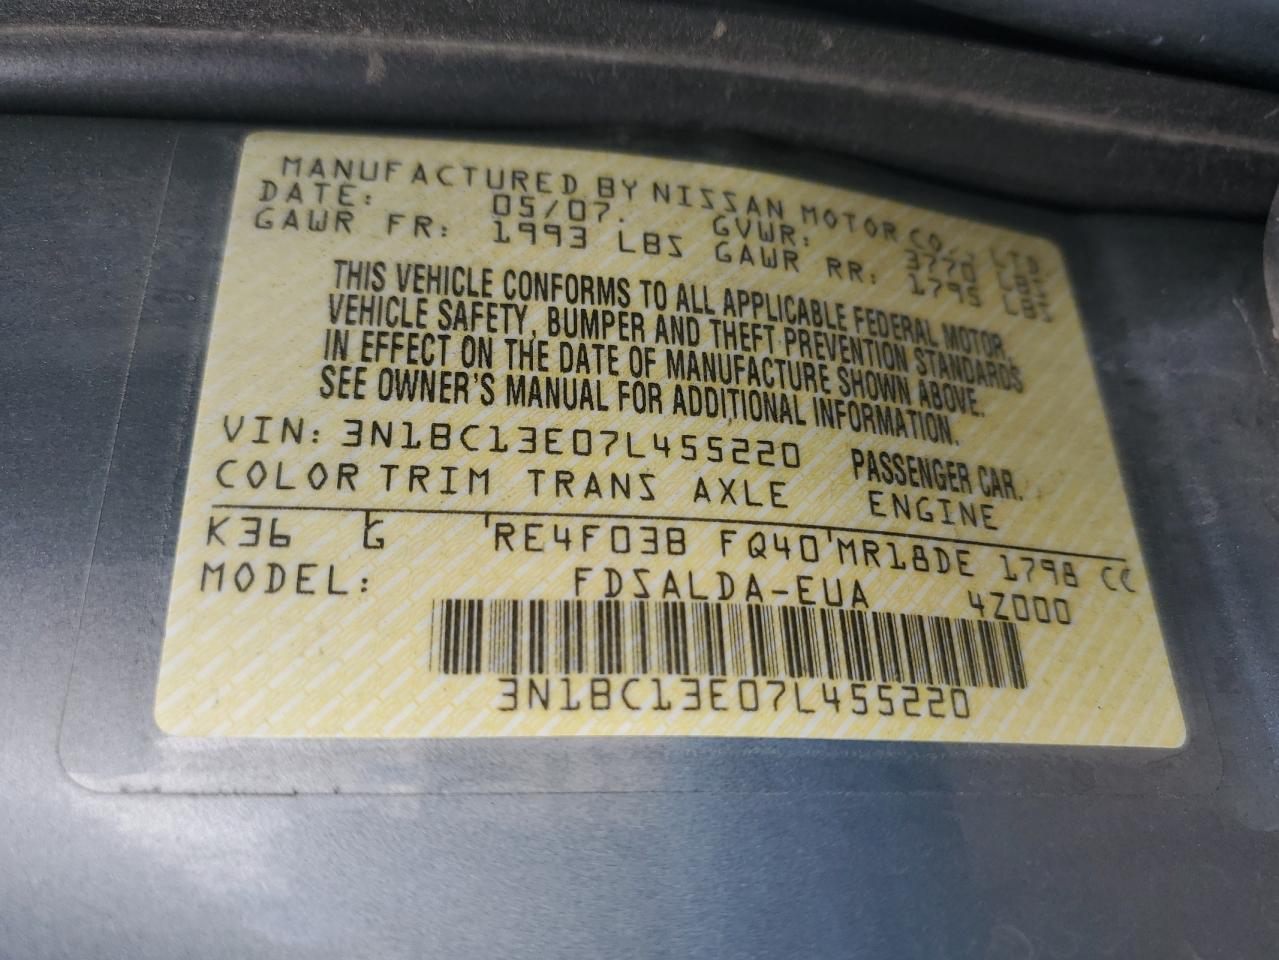 MANUFACTURED BY NISSAN MOTOR CO., LTD
DATE: 05/07. GVWR: 3770 LBS
GAWR FR: 1993 LBS GAWR RR: 1795 LBS
THIS VEHICLE CONFORMS TO ALL APPLICABLE FEDERAL MOTOR
VEHICLE SAFETY, BUMPER AND THEFT PREVENTION STANDARDS
IN EFFECT ON THE DATE OF MANUFACTURE SHOWN ABOVE.
SEE OWNER'S MANUAL FOR ADDITIONAL INFORMATION.
VIN: 3N1BC13E07L455220 PASSENGER CAR.
COLOR TRIM TRANS AXLE ENGINE
K36 G RE4F03B FQ40 MR18DE 1798 CC
MODEL: FDSALDA-EUA 4Z000
3N1BC13E07L455220